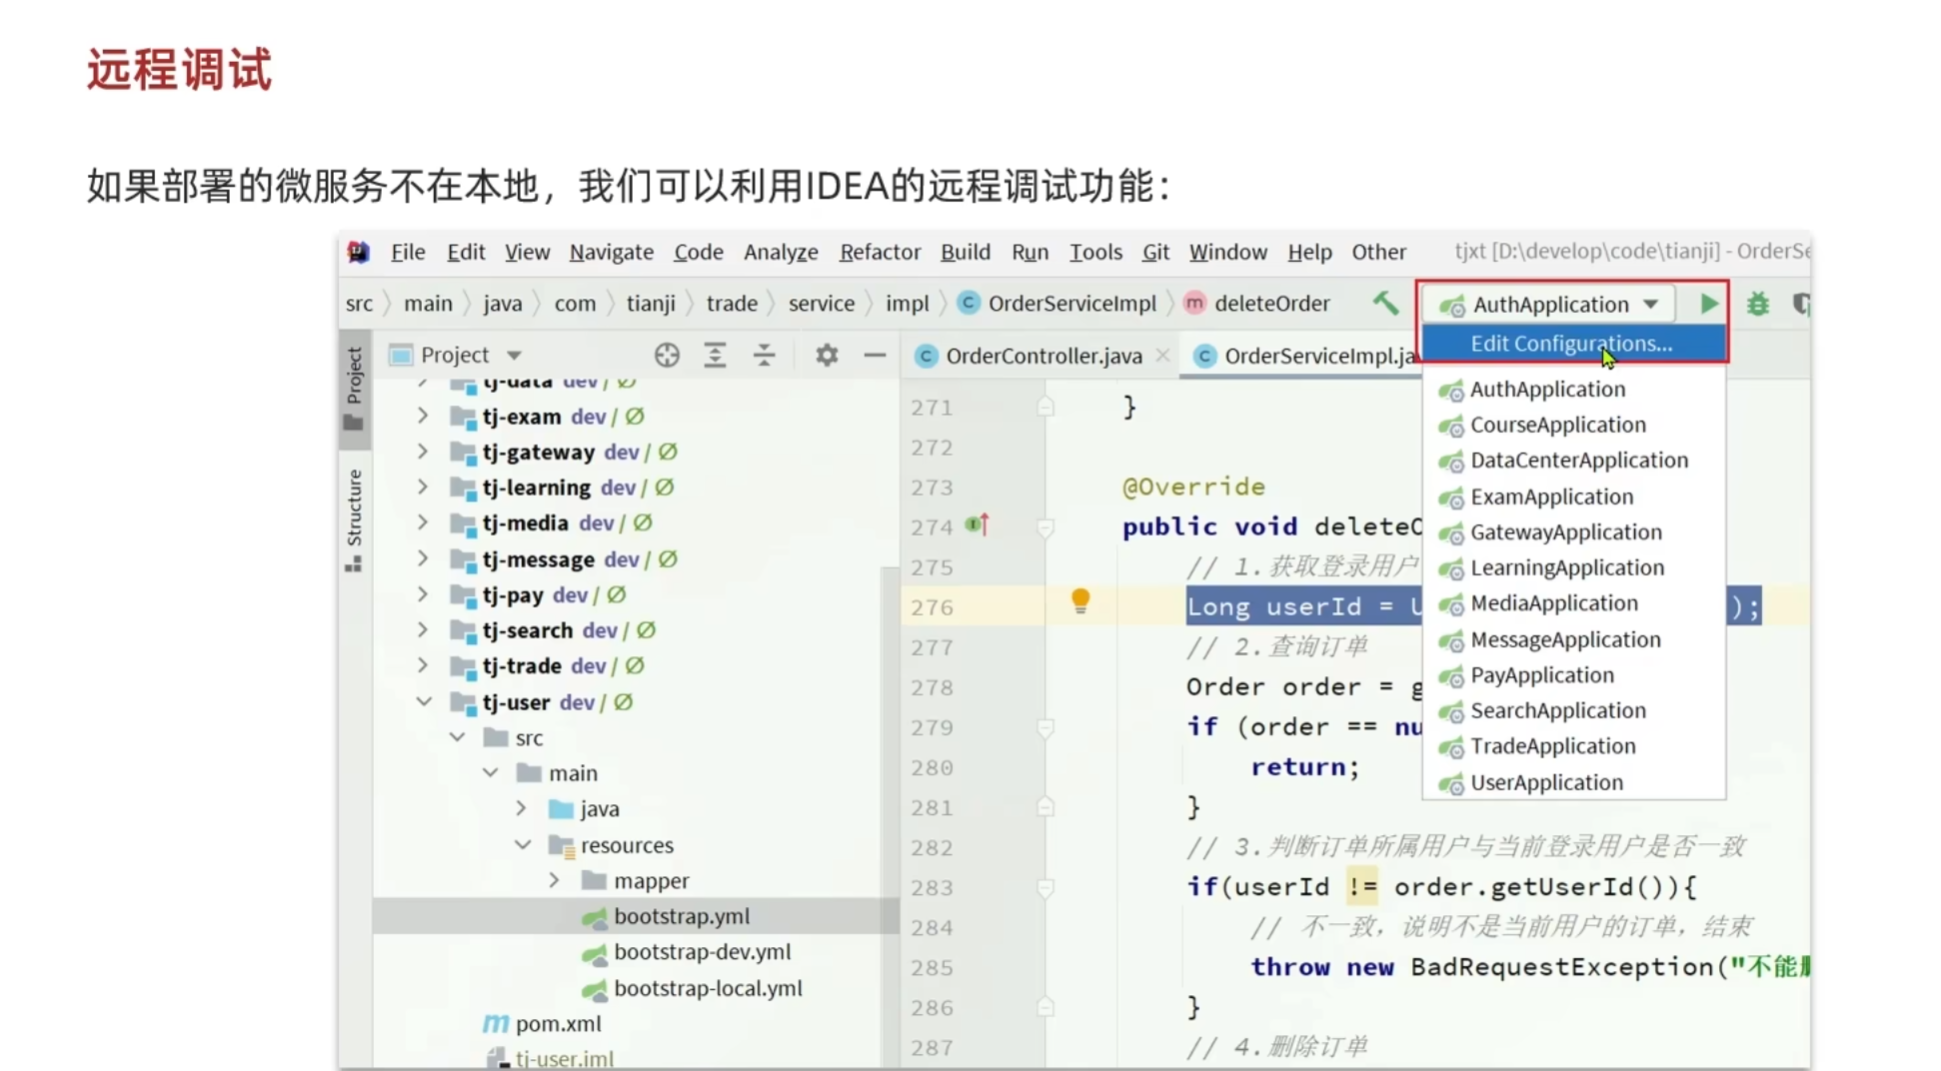 远程调试
如果部署的微服务不在本地，我们可以利用IDEA的远程调试功能：
File Edit View Navigate Code Analyze Refactor Build Run Tools Git Window Help Other tjxt [D:\develop\code\tianji] - OrderSe
src main java com tianji trade service impl OrderServiceImpl deleteOrder AuthApplication
Edit Configurations...
Project
Structure
Project
tj-data dev / Ø
tj-exam dev / Ø
tj-gateway dev / Ø
tj-learning dev / Ø
tj-media dev / Ø
tj-message dev / Ø
tj-pay dev / Ø
tj-search dev / Ø
tj-trade dev / Ø
tj-user dev / Ø
src
main
java
resources
mapper
bootstrap.yml
bootstrap-dev.yml
bootstrap-local.yml
pom.xml
tj-user.iml
OrderController.java OrderServiceImpl.ja
271 }
272
273 @Override
274 public void deleteO
275 // 1.获取登录用户
276 Long userId = U );
277 // 2.查询订单
278 Order order = g
279 if (order == nu
280 return;
281 }
282 // 3.判断订单所属用户与当前登录用户是否一致
283 if(userId != order.getUserId()){
284 // 不一致，说明不是当前用户的订单，结束
285 throw new BadRequestException("不能删
286 }
287 // 4.删除订单
AuthApplication
CourseApplication
DataCenterApplication
ExamApplication
GatewayApplication
LearningApplication
MediaApplication
MessageApplication
PayApplication
SearchApplication
TradeApplication
UserApplication